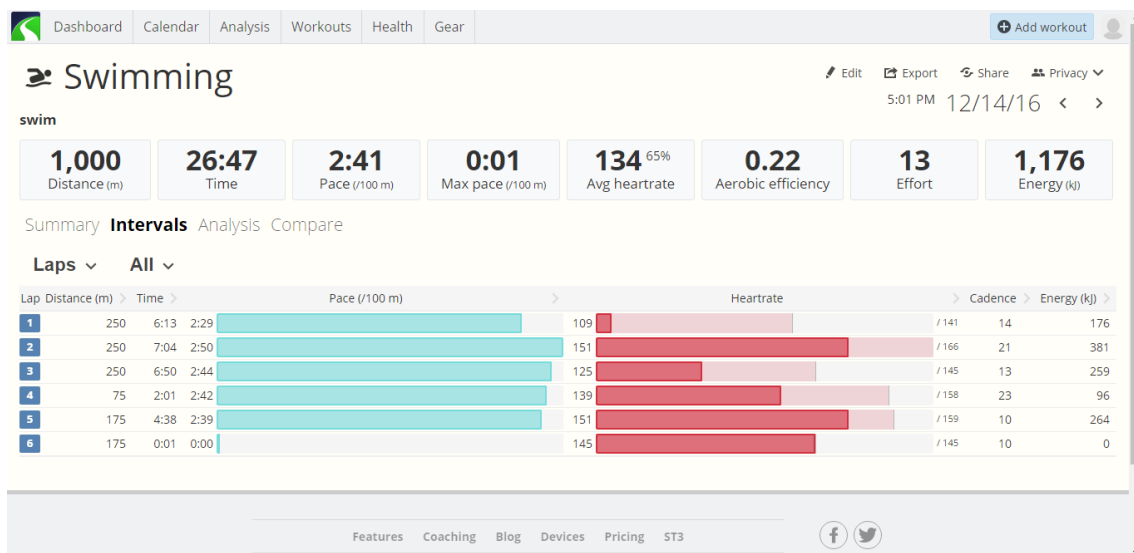 Dashboard Calendar Analysis Workouts Health Gear Add workout
Swimming
Edit Export Share Privacy
5:01 PM 12/14/16
swim
1,000 26:47 2:41 0:01 134 65% 0.22 13 1,176
Distance (m) Time Pace (/100 m) Max pace (/100 m) Avg heartrate Aerobic efficiency Effort Energy (kJ)
Summary Intervals Analysis Compare
Laps All
Lap Distance (m) Time Pace (/100 m) Heartrate Cadence Energy (kJ)
1 250 6:13 2:29 109 / 141 14 176
2 250 7:04 2:50 151 / 166 21 381
3 250 6:50 2:44 125 / 145 13 259
4 75 2:01 2:42 139 / 158 23 96
5 175 4:38 2:39 151 / 159 10 264
6 175 0:01 0:00 145 / 145 10 0
Features Coaching Blog Devices Pricing ST3